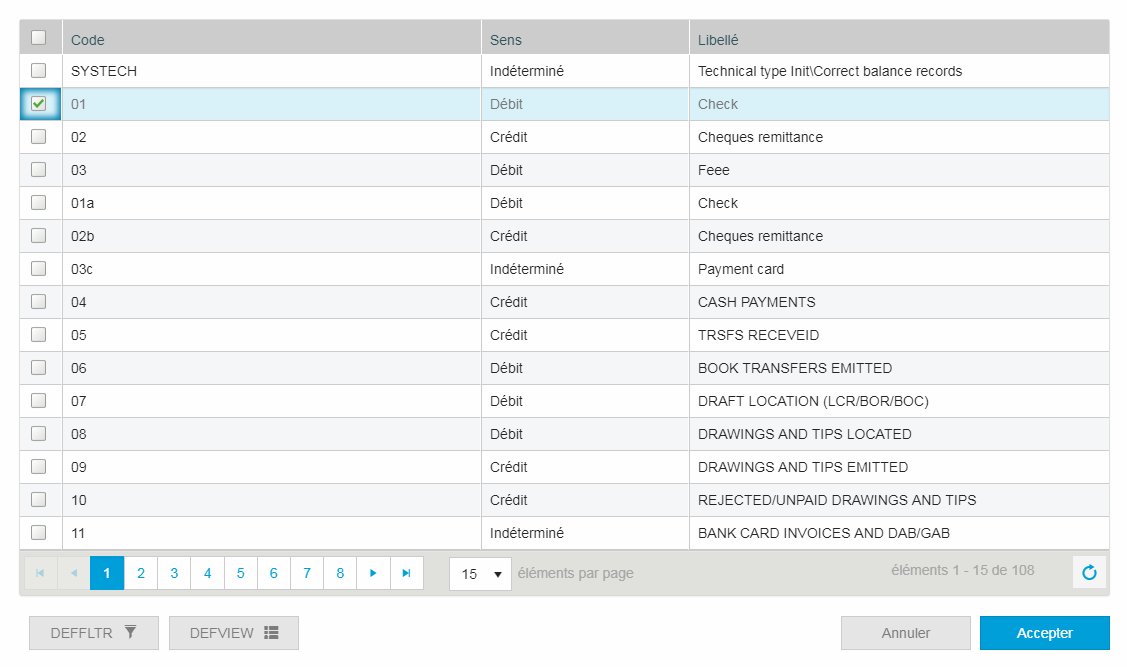 Code Sens Libellé
SYSTECH Indéterminé Technical type Init\Correct balance records
01 Débit Check
02 Crédit Cheques remittance
03 Débit Feee
01a Débit Check
02b Crédit Cheques remittance
03c Indéterminé Payment card
04 Crédit CASH PAYMENTS
05 Crédit TRSFS RECEVEID
06 Débit BOOK TRANSFERS EMITTED
07 Débit DRAFT LOCATION (LCR/BOR/BOC)
08 Débit DRAWINGS AND TIPS LOCATED
09 Crédit DRAWINGS AND TIPS EMITTED
10 Crédit REJECTED/UNPAID DRAWINGS AND TIPS
11 Indéterminé BANK CARD INVOICES AND DAB/GAB
1 2 3 4 5 6 7 8 15 éléments par page éléments 1 - 15 de 108
DEFFLTR DEFVIEW Annuler Accepter